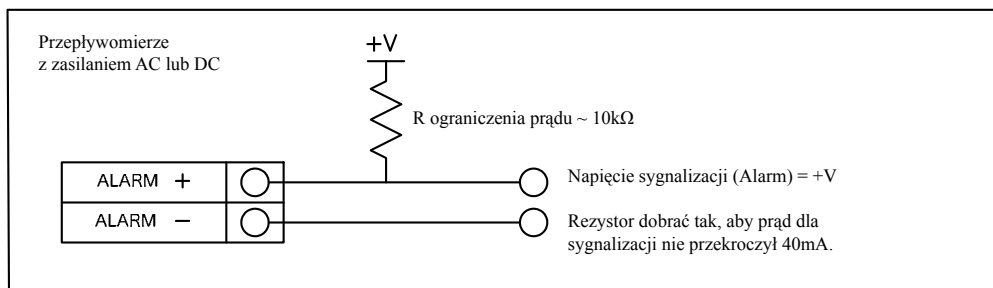 Przepływomierze
z zasilaniem AC lub DC
+V
R ograniczenia prądu ~ 10kΩ
ALARM +
Napięcie sygnalizacji (Alarm) = +V
ALARM −
Rezystor dobrać tak, aby prąd dla
sygnalizacji nie przekroczył 40mA.